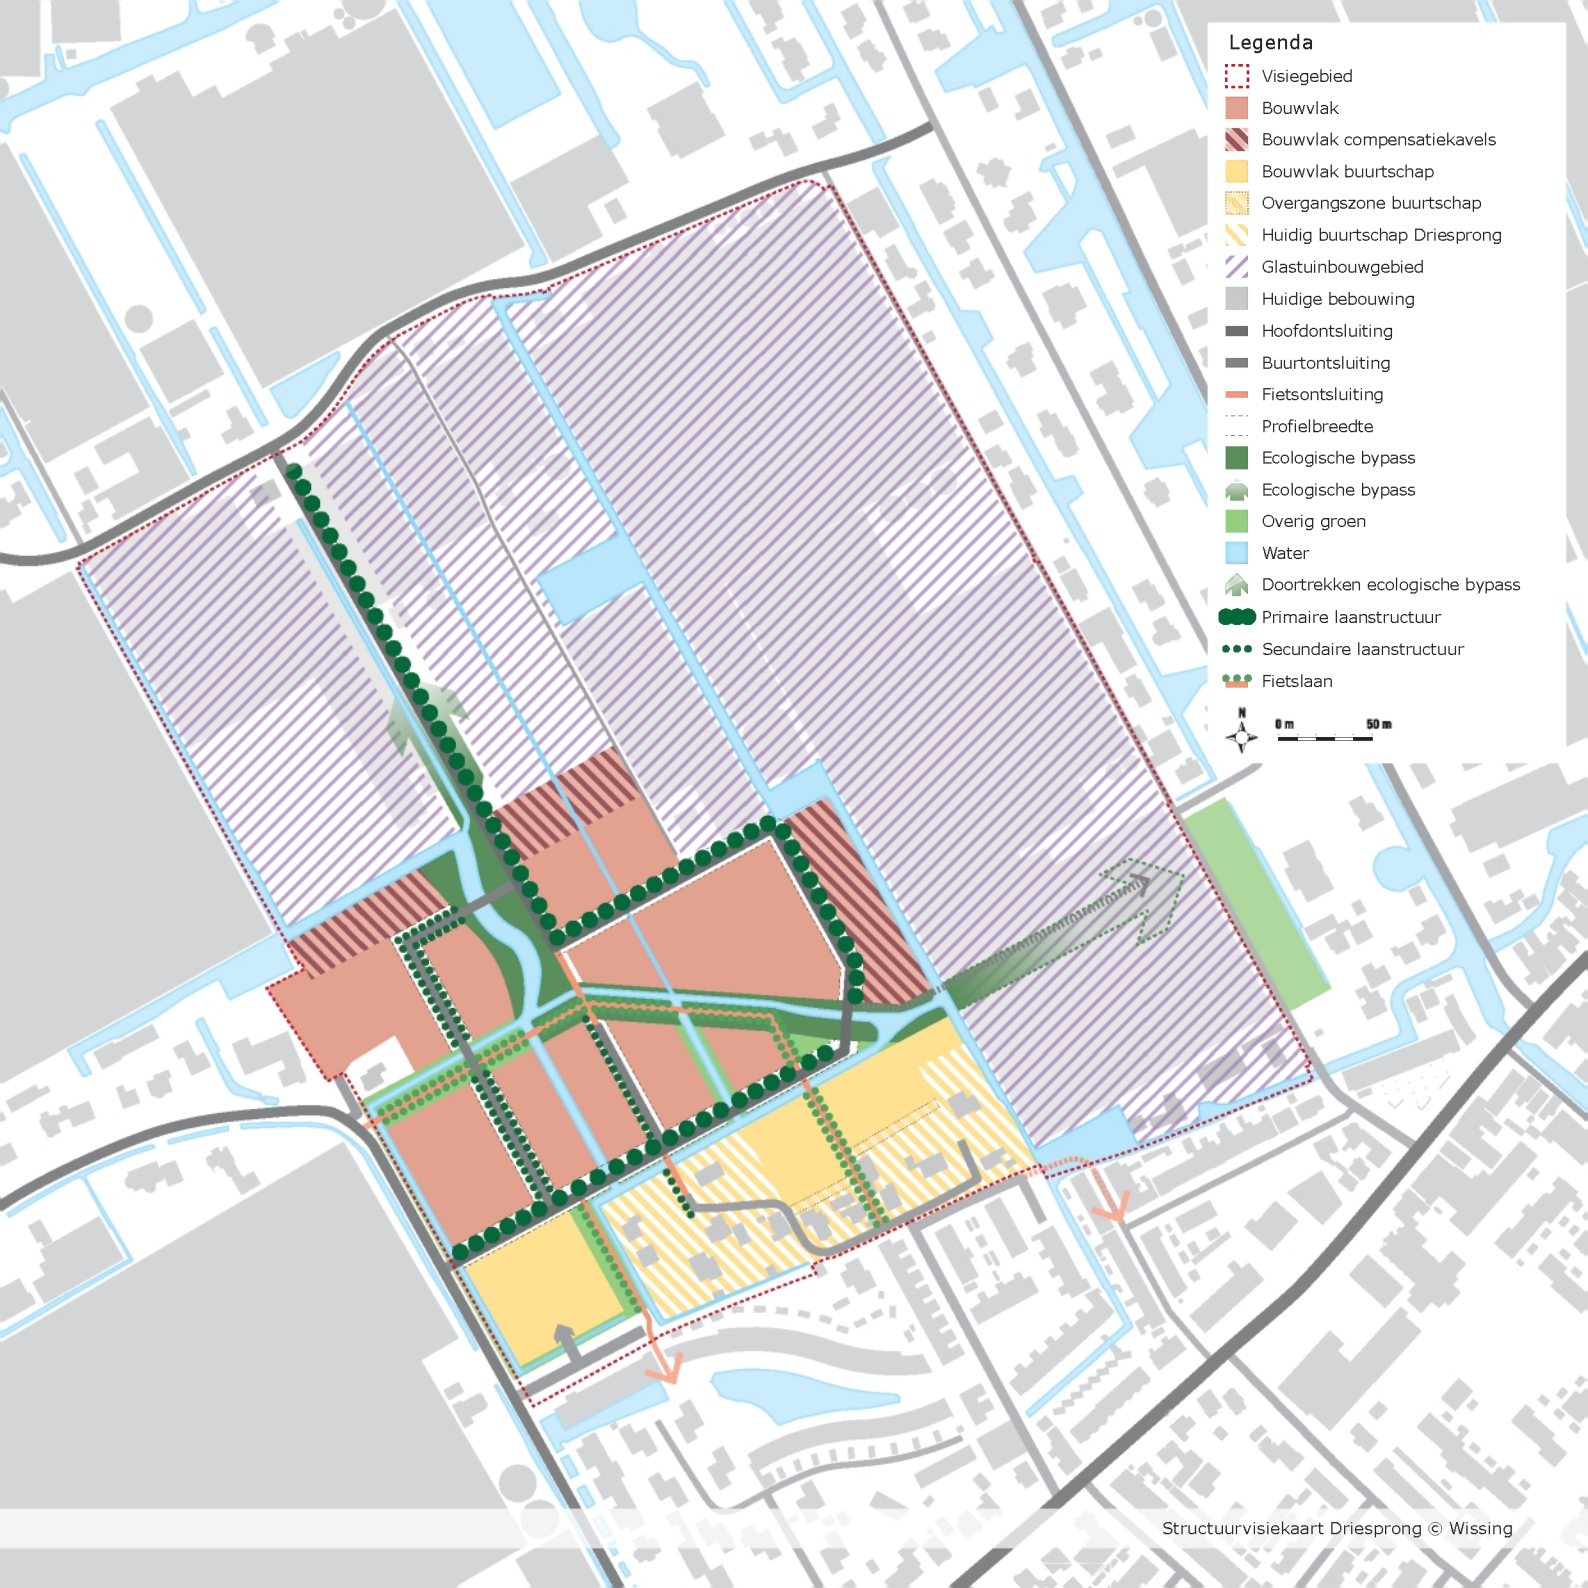 Legenda
Visiegebied
Bouwvlak
Bouwvlak compensatiekavels
Bouwvlak buurtschap
Overgangszone buurtschap
Huidig buurtschap Driesprong
Glastuinbouwgebied
Huidige bebouwing
Hoofdontsluiting
Buurtontsluiting
Fietsontsluiting
Profielbreedte
Ecologische bypass
Ecologische bypass
Overig groen
Water
Doortrekken ecologische bypass
Primaire laanstructuur
Secundaire laanstructuur
Fietslaan
N
0 m 50 m
Structuurvisiekaart Driesprong © Wissing